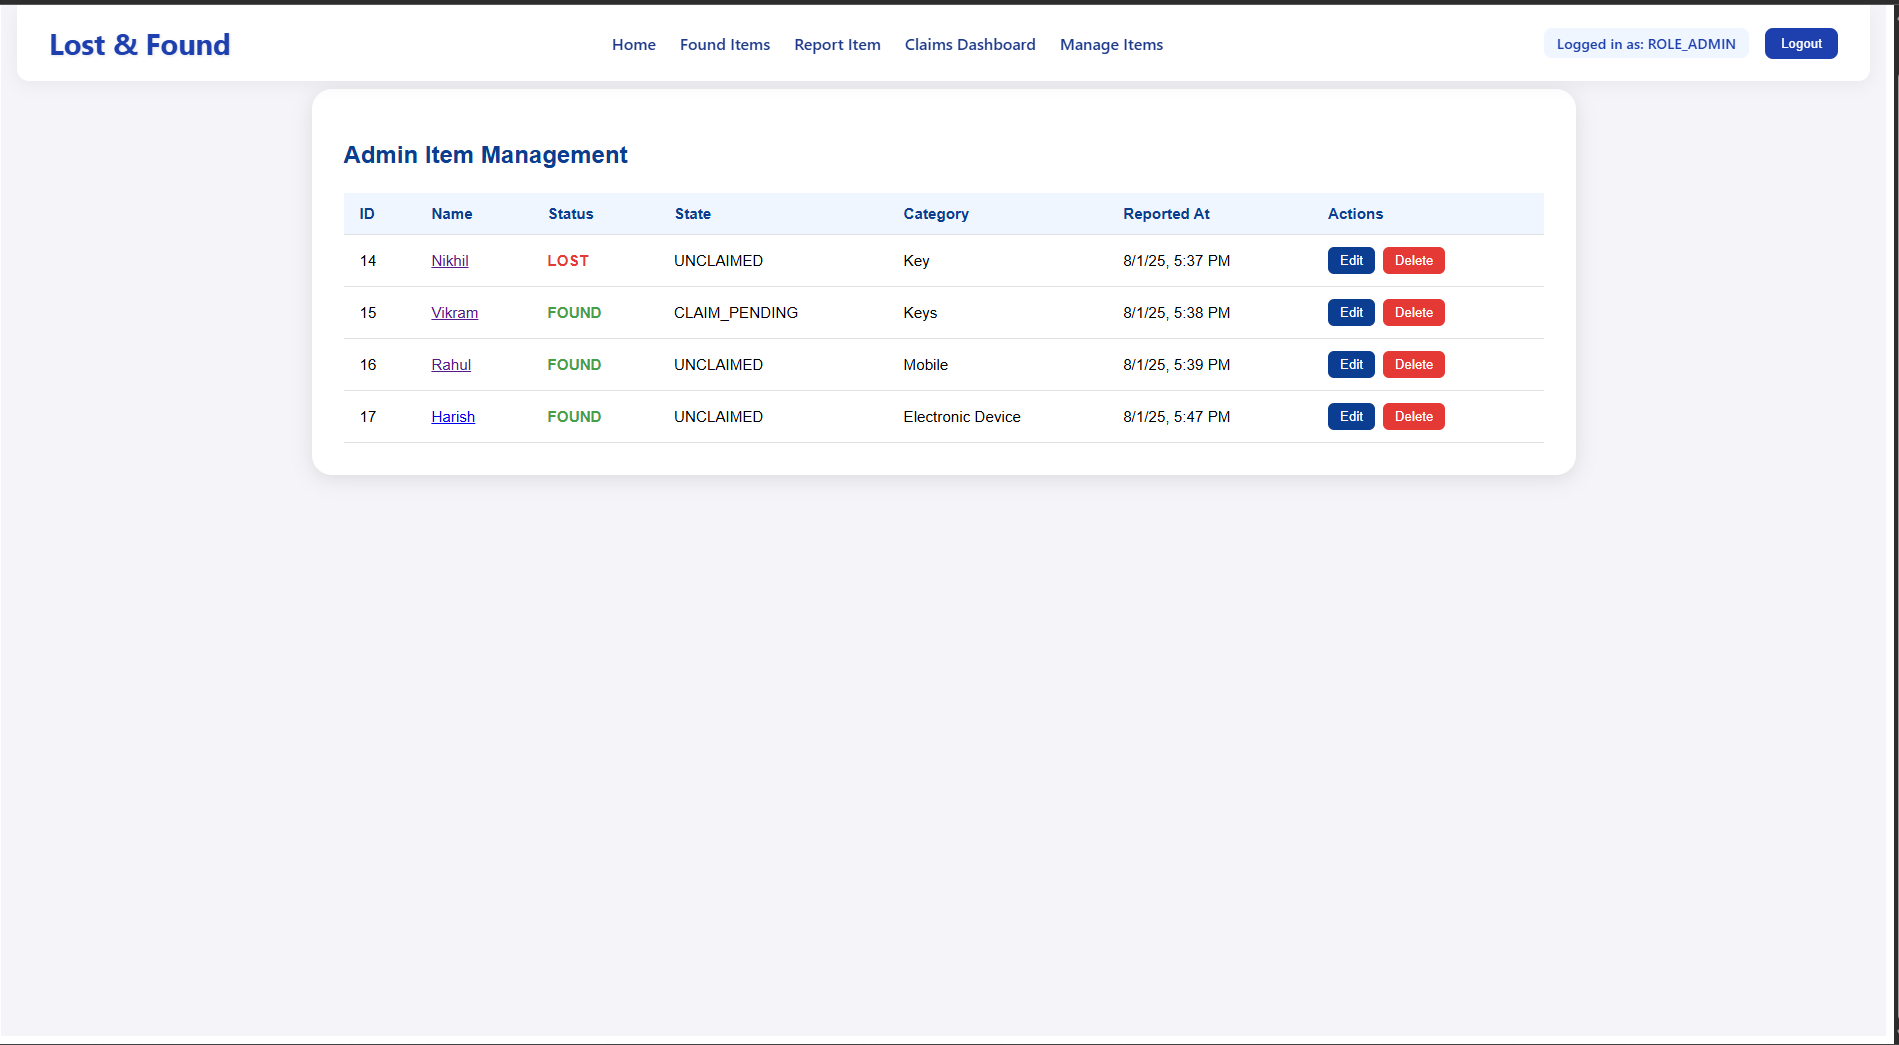 Lost & Found
Home Found Items Report Item Claims Dashboard Manage Items
Logged in as: ROLE_ADMIN Logout
Admin Item Management
ID Name Status State Category Reported At Actions
14 Nikhil LOST UNCLAIMED Key 8/1/25, 5:37 PM Edit Delete
15 Vikram FOUND CLAIM_PENDING Keys 8/1/25, 5:38 PM Edit Delete
16 Rahul FOUND UNCLAIMED Mobile 8/1/25, 5:39 PM Edit Delete
17 Harish FOUND UNCLAIMED Electronic Device 8/1/25, 5:47 PM Edit Delete